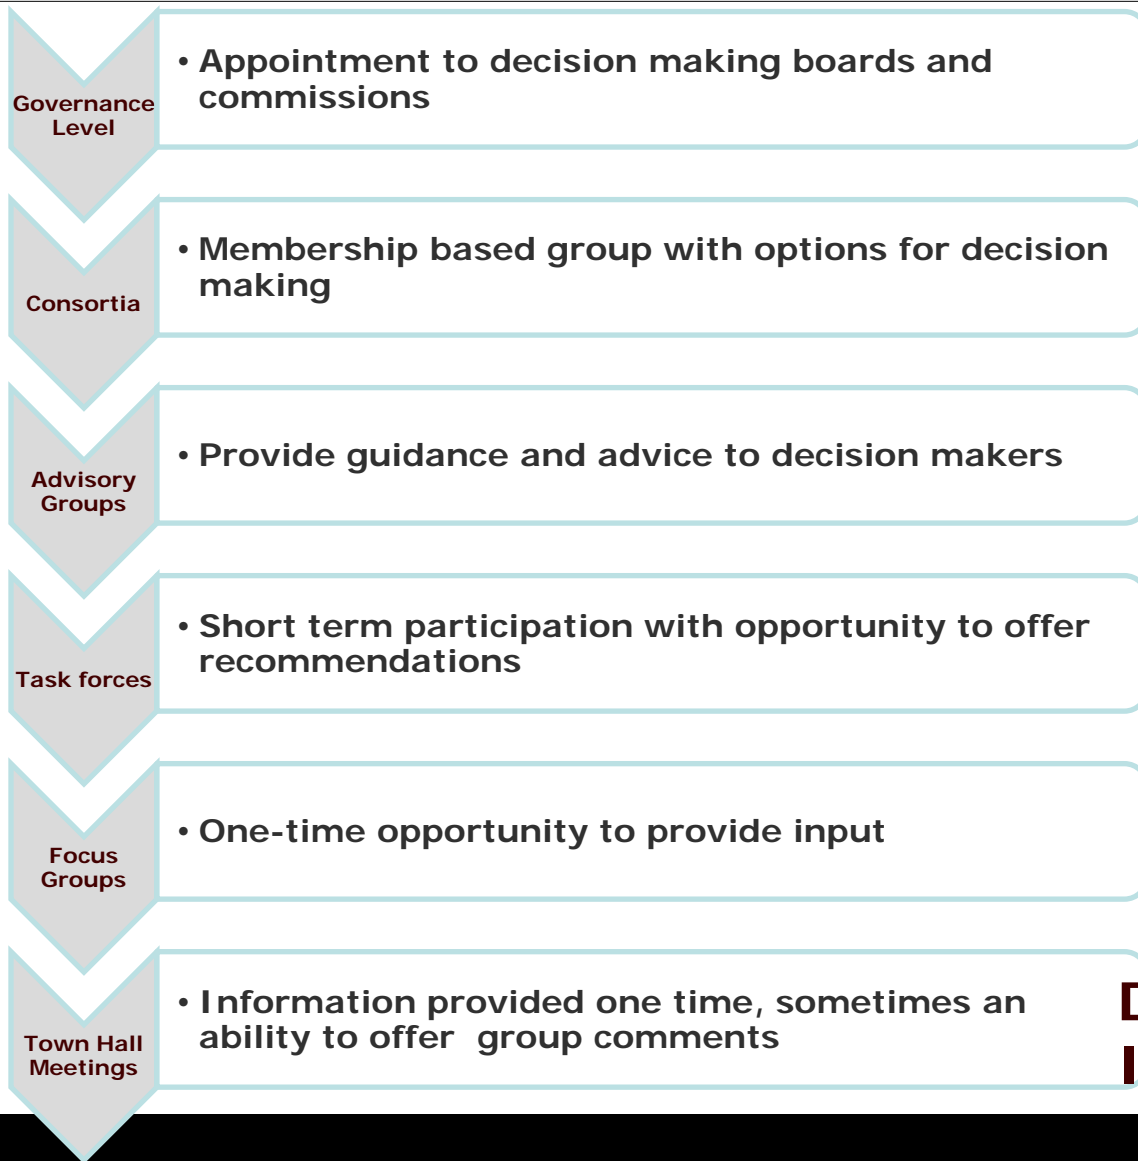 Governance
Level
• Appointment to decision making boards and
commissions
Consortia
• Membership based group with options for decision
making
Advisory
Groups
• Provide guidance and advice to decision makers
Task forces
• Short term participation with opportunity to offer
recommendations
Focus
Groups
• One-time opportunity to provide input
Town Hall
Meetings
• Information provided one time, sometimes an
ability to offer  group comments